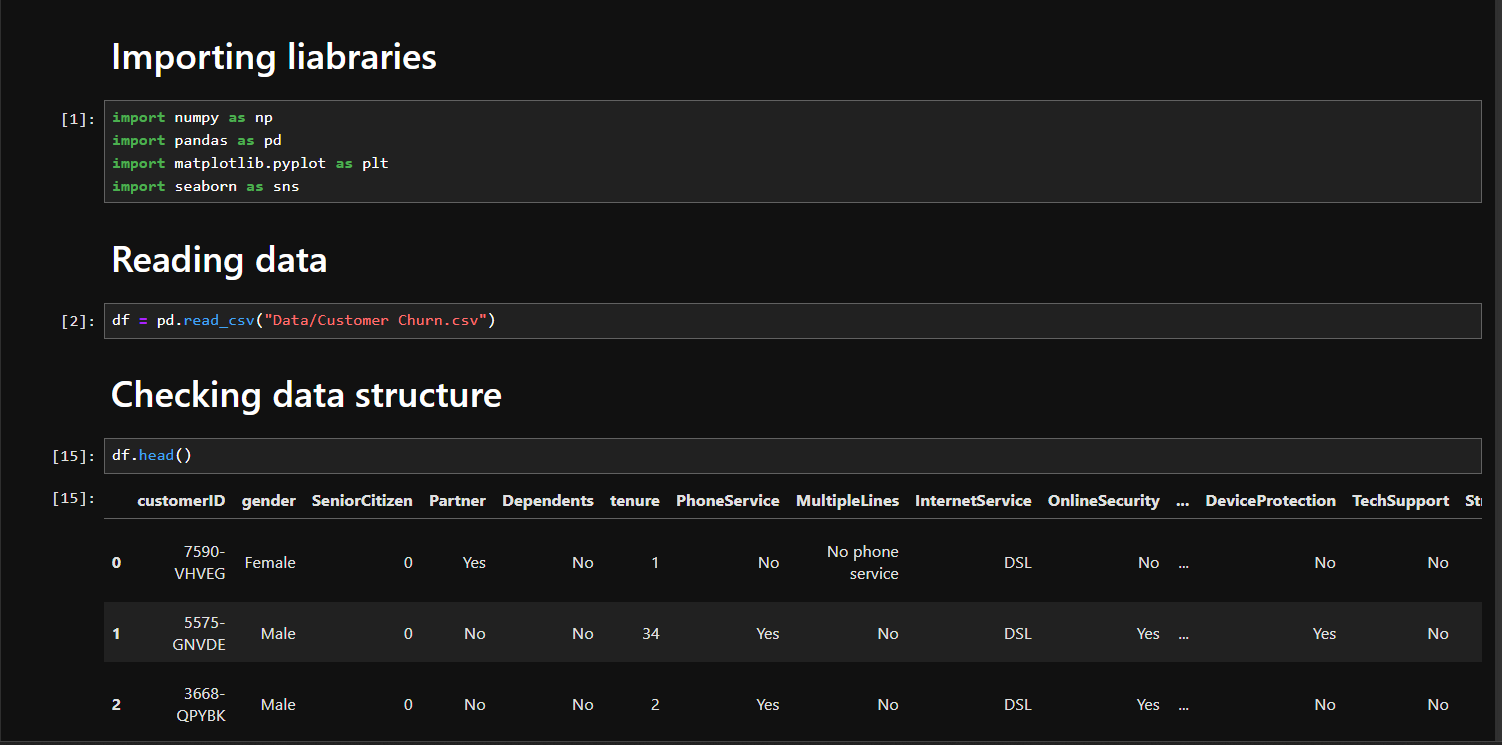 Importing liabraries
[1]:
import numpy as np
import pandas as pd
import matplotlib.pyplot as plt
import seaborn as sns
Reading data
[2]:
df = pd.read_csv("Data/Customer Churn.csv")
Checking data structure
[15]:
df.head()
[15]:
customerID gender SeniorCitizen Partner Dependents tenure PhoneService MultipleLines InternetService OnlineSecurity ... DeviceProtection TechSupport
0 7590-VHVEG Female 0 Yes No 1 No No phone service DSL No ... No No
1 5575-GNVDE Male 0 No No 34 Yes No DSL Yes ... Yes No
2 3668-QPYBK Male 0 No No 2 Yes No DSL Yes ... No No